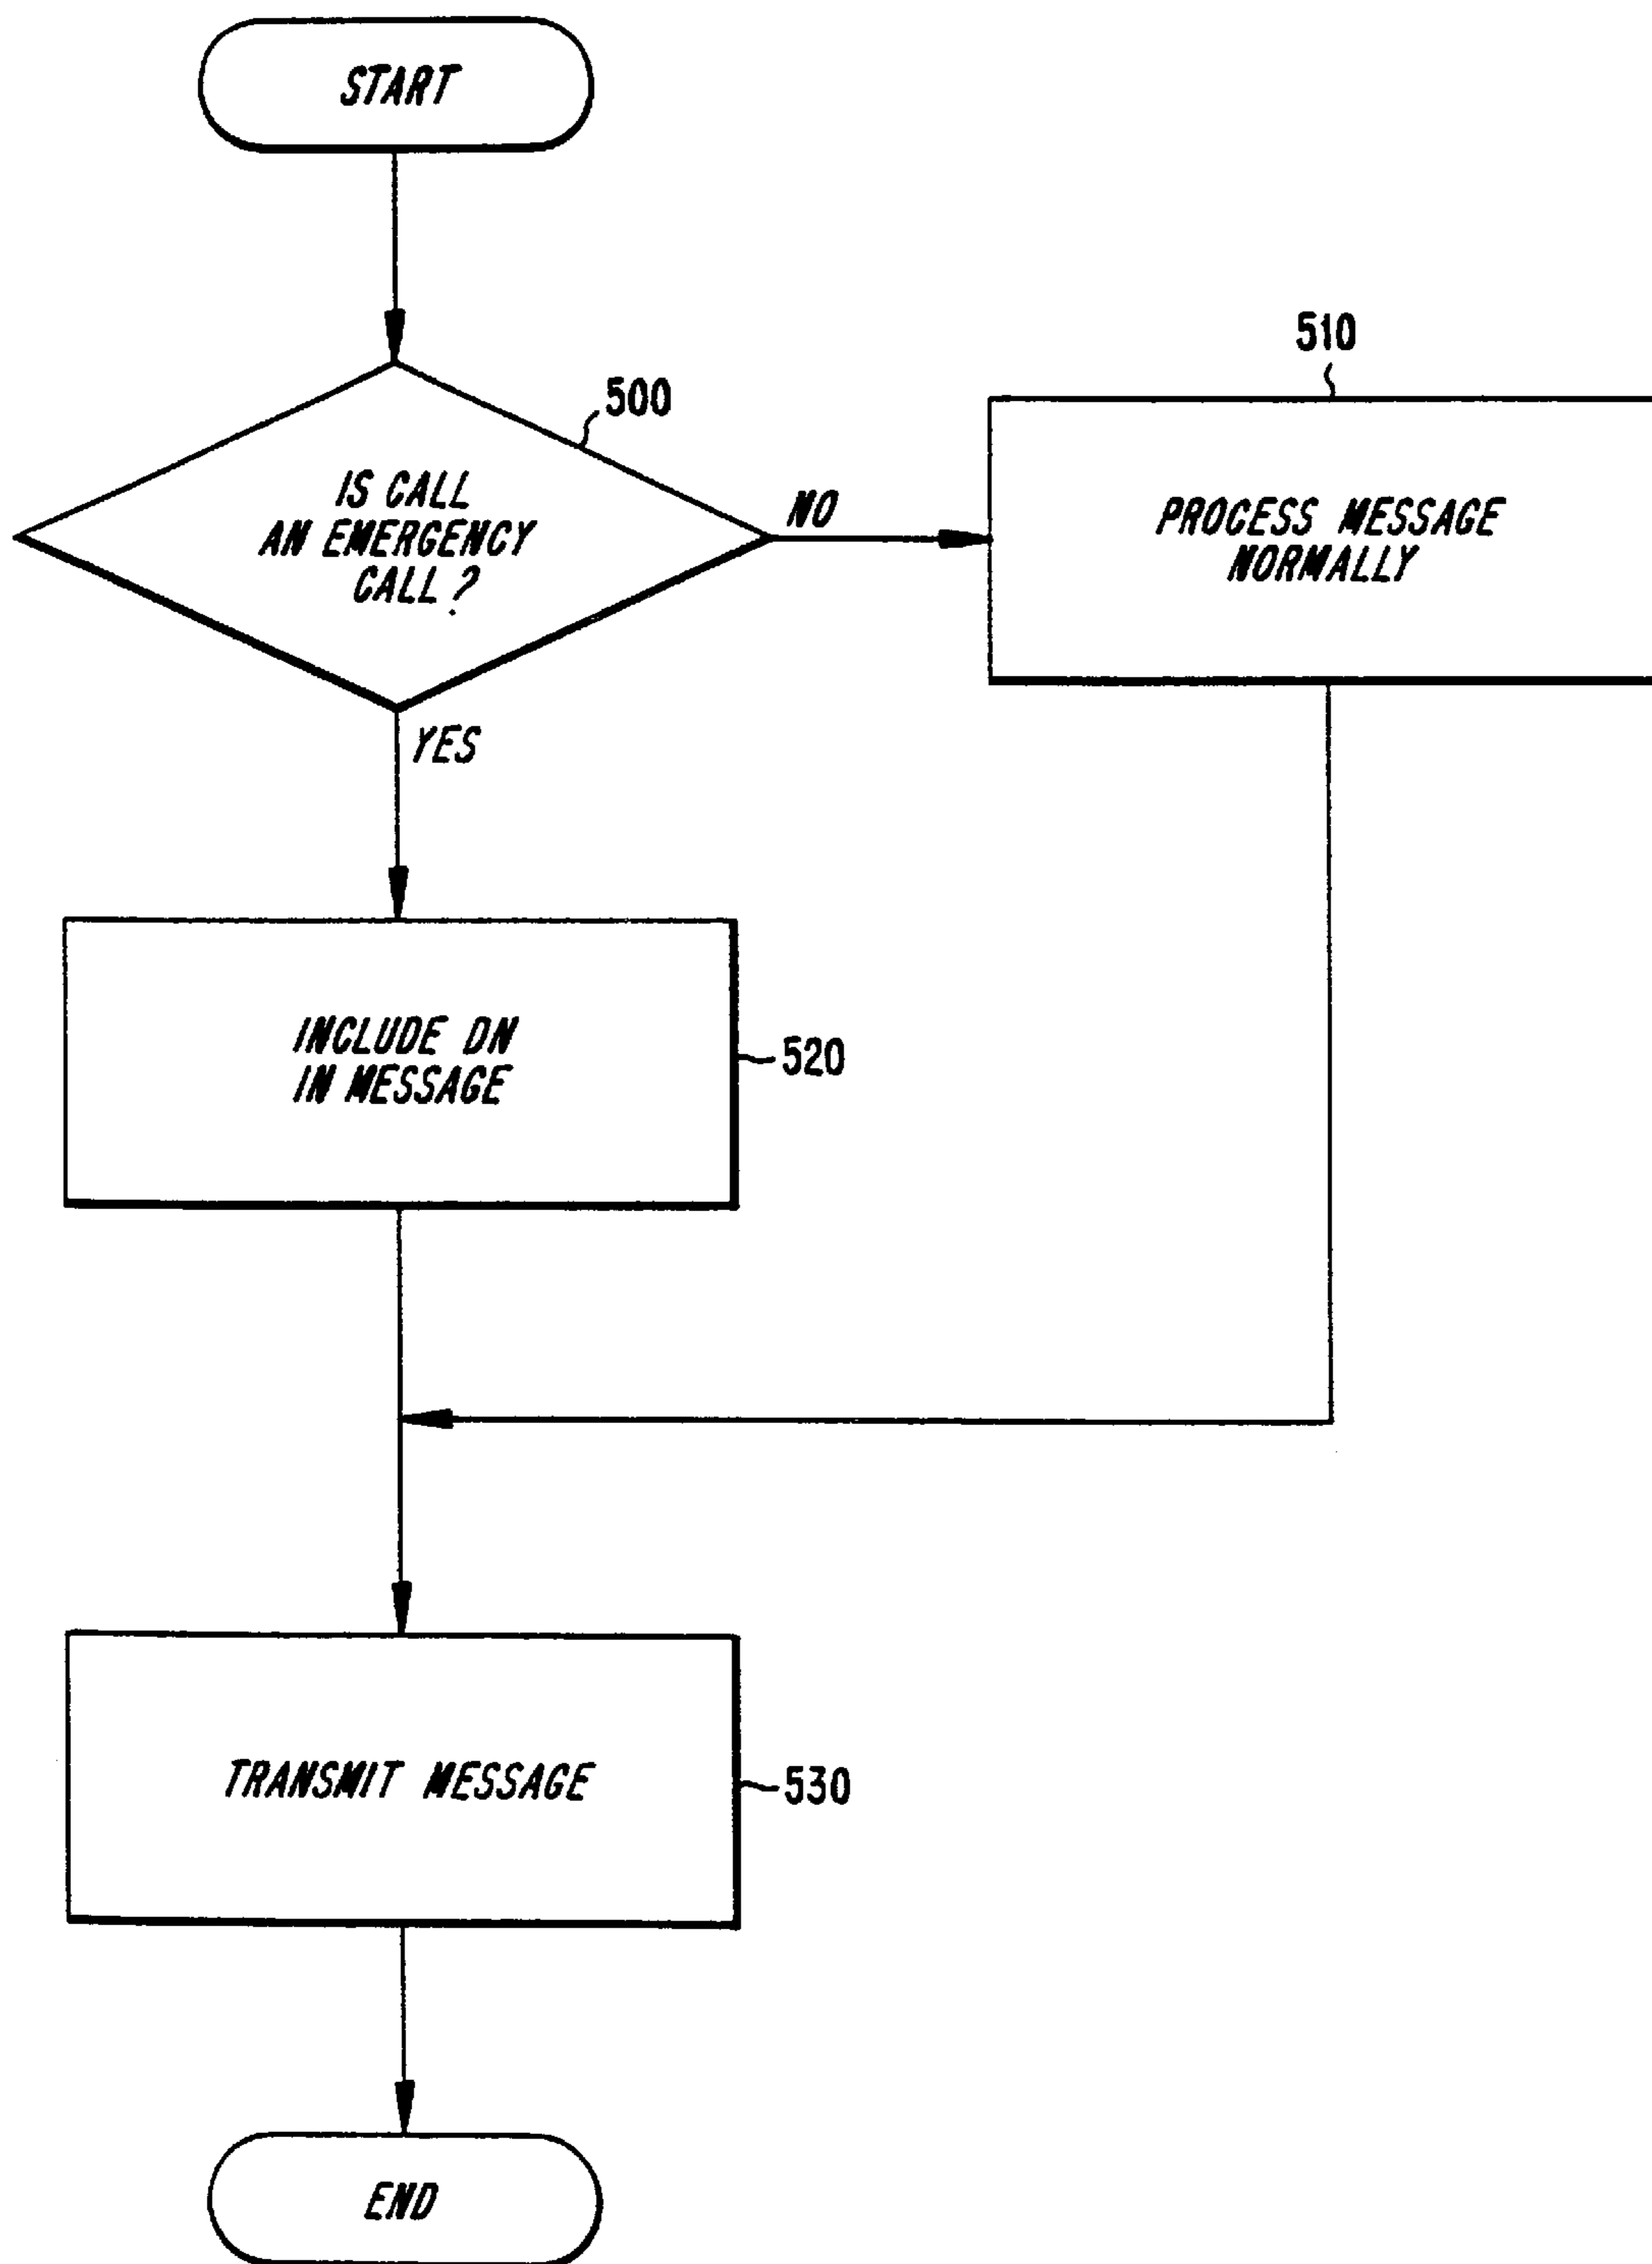 START
500
IS CALL
AN EMERGENCY
CALL?
NO
510
PROCESS MESSAGE
NORMALLY
YES
INCLUDE DN
IN MESSAGE
520
TRANSMIT MESSAGE
530
END